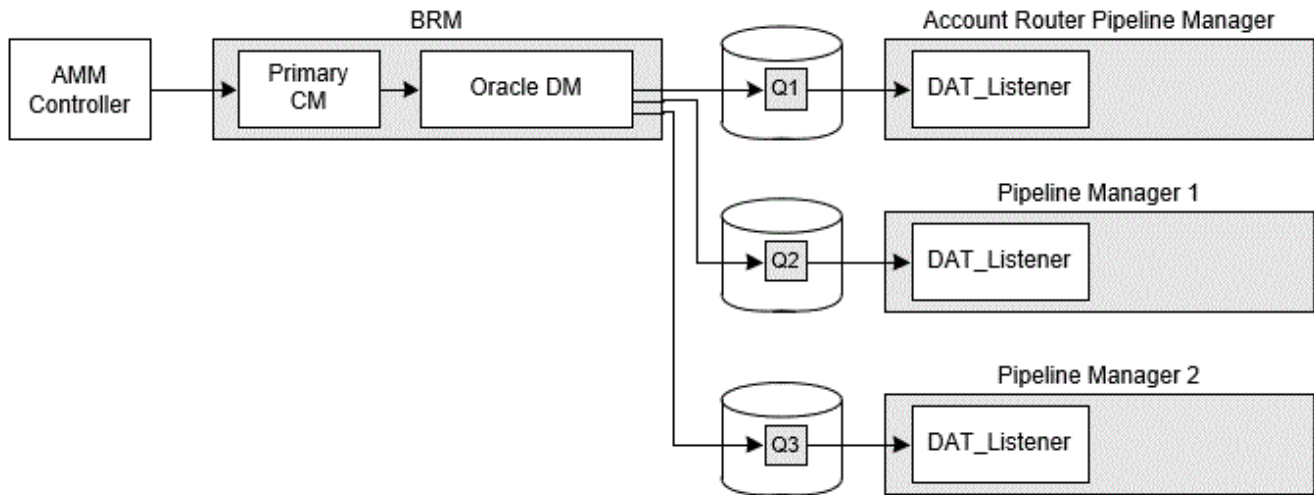 BRM
Account Router Pipeline Manager
AMM
Controller
Primary
CM
Oracle DM
Q1
DAT_Listener
Pipeline Manager 1
Q2
DAT_Listener
Pipeline Manager 2
Q3
DAT_Listener